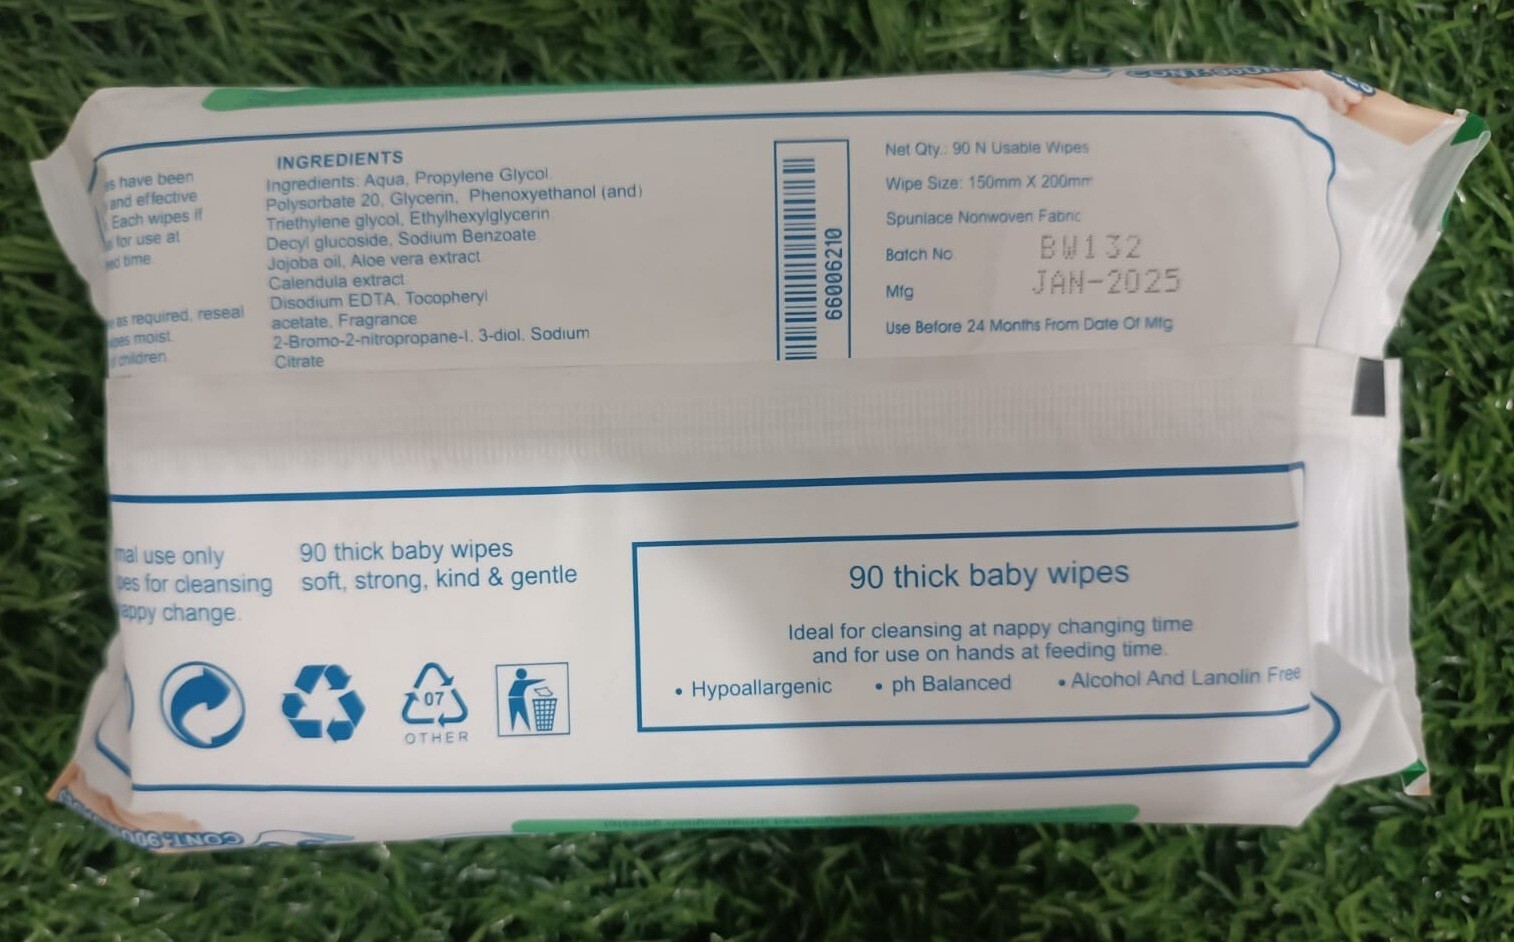 have been
and effective
Each wipes if
for use at
time.
as required, reseal
moist.
children.
INGREDIENTS
Ingredients: Aqua, Propylene Glycol
Polysorbate 20, Glycerin, Phenoxyethanol (and)
Triethylene glycol, Ethylhexylglycerin
Decyl glucoside, Sodium Benzoate
Jojoba oil, Aloe vera extract
Calendula extract
Disodium EDTA, Tocopheryl
acetate, Fragrance
2-Bromo-2-nitropropane-I, 3-diol, Sodium
Citrate
66006210
Net Qty.: 90 N Usable Wipes
Wipe Size: 150mm X 200mm
Spunlace Nonwoven Fabric
Batch No BW132
Mfg JAN-2025
Use Before 24 Months From Date Of Mfg
use only
for cleansing
change.
90 thick baby wipes
soft, strong, kind & gentle
07
OTHER
90 thick baby wipes
Ideal for cleansing at nappy changing time
and for use on hands at feeding time.
• Hypoallargenic • ph Balanced • Alcohol And Lanolin Free